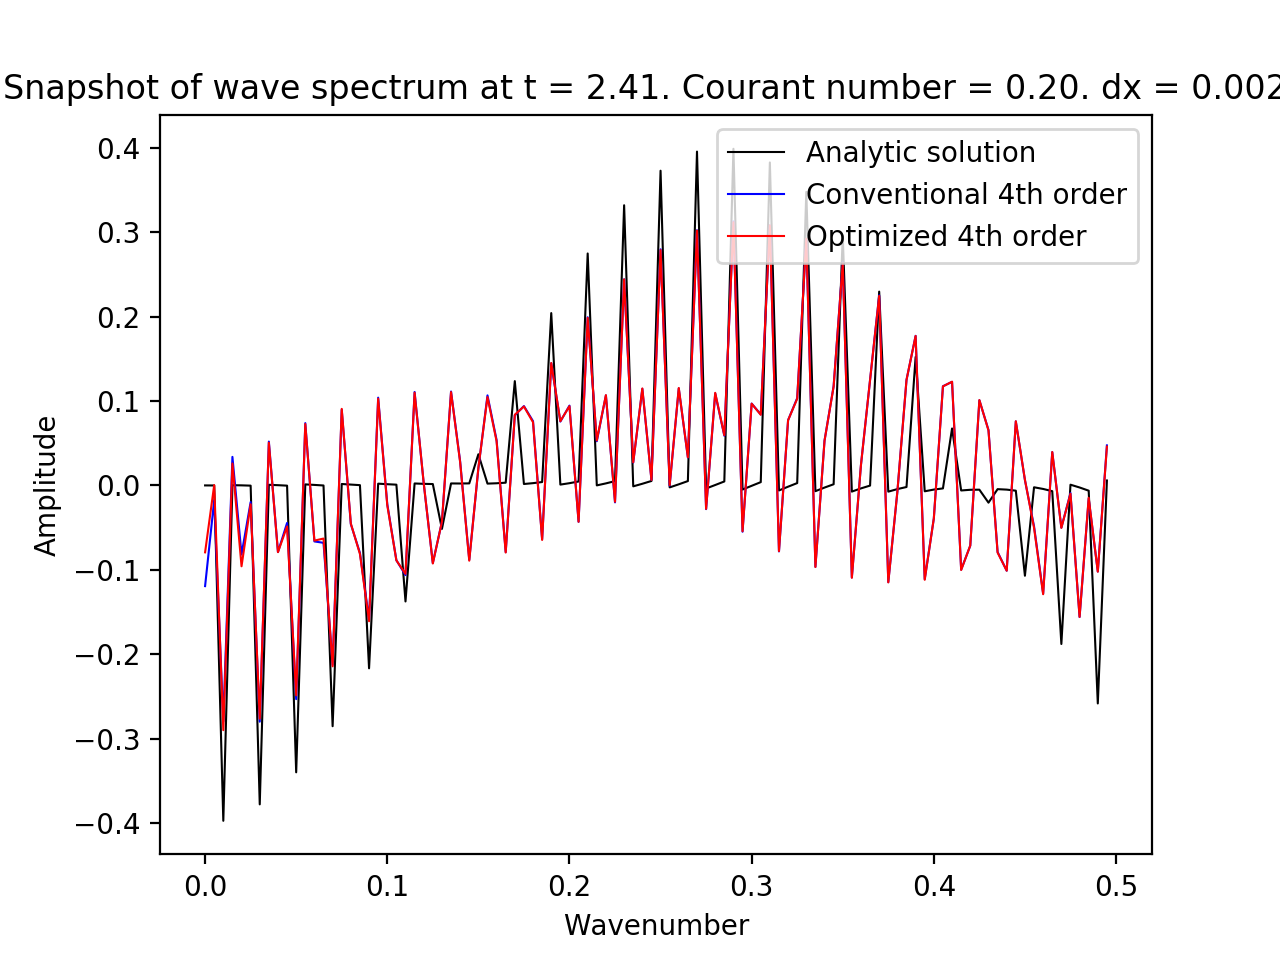 Snapshot of wave spectrum at t = 2.41. Courant number = 0.20. dx = 0.002
Analytic solution
Conventional 4th order
Optimized 4th order
0.4
0.3
0.2
0.1
0.0
−0.1
−0.2
−0.3
−0.4
Amplitude
0.0 0.1 0.2 0.3 0.4 0.5
Wavenumber